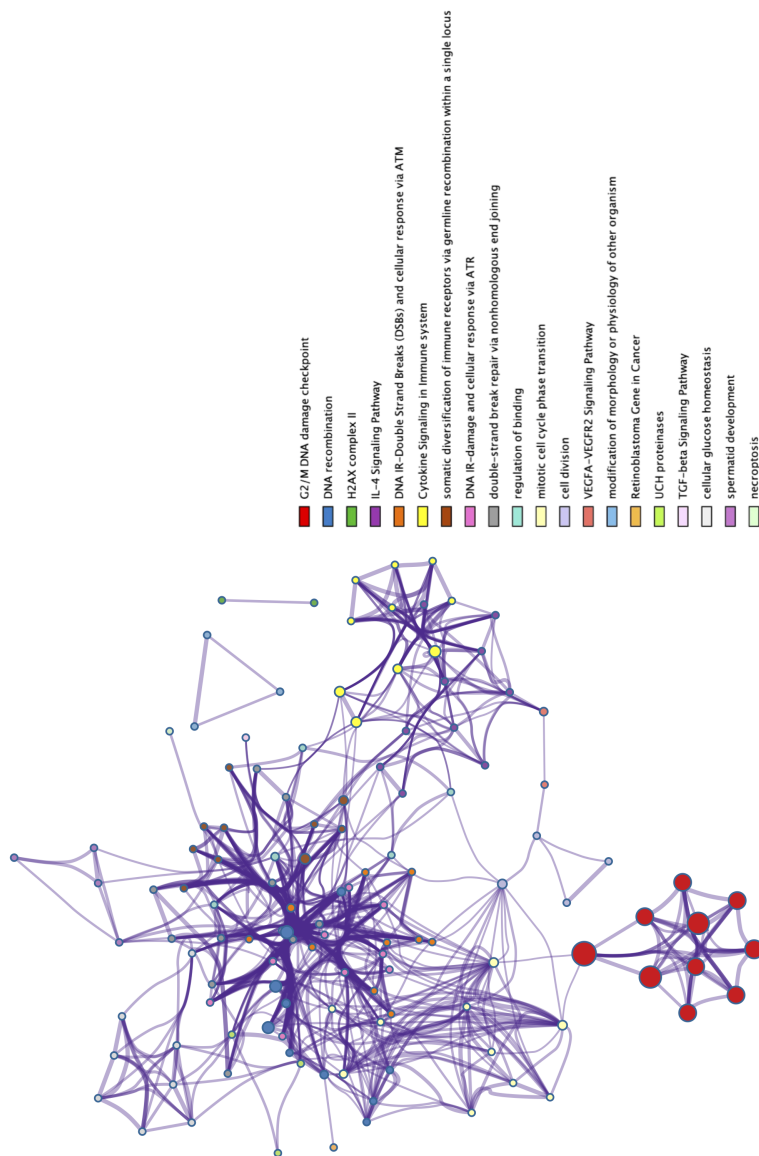 G2/M DNA damage checkpoint
DNA recombination
H2AX complex II
IL-4 Signaling Pathway
DNA IR-Double Strand Breaks (DSBs) and cellular response via ATM
Cytokine Signaling in Immune system
somatic diversification of immune receptors via germline recombination within a single locus
DNA IR-damage and cellular response via ATR
double-strand break repair via nonhomologous end joining
regulation of binding
mitotic cell cycle phase transition
cell division
VEGFA-VEGFR2 Signaling Pathway
modification of morphology or physiology of other organism
Retinoblastoma Gene in Cancer
UCH proteinases
TGF-beta Signaling Pathway
cellular glucose homeostasis
spermatid development
necroptosis